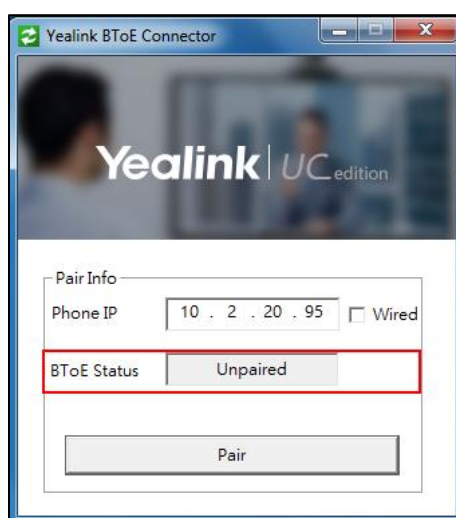 Yealink BToE Connector
Yealink | UC edition
Pair Info
Phone IP 10 . 2 . 20 . 95 Wired
BToE Status Unpaired
Pair